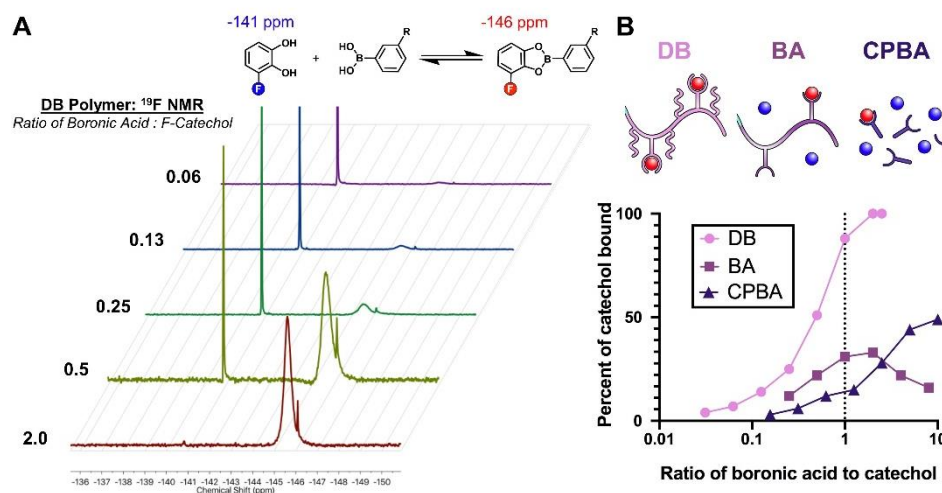 A
-141 ppm
-146 ppm
OH
OH
F
+
HO
B
HO
R
O
B
O
F
R
DB Polymer: ¹⁹F NMR
Ratio of Boronic Acid : F-Catechol
0.06
0.13
0.25
0.5
2.0
-136 -137 -138 -139 -140 -141 -142 -143 -144 -145 -146 -147 -148 -149 -150
Chemical Shift (ppm)
B
DB BA CPBA
Percent of catechol bound
100
50
0
DB
BA
CPBA
0.01 0.1 1 10
Ratio of boronic acid to catechol